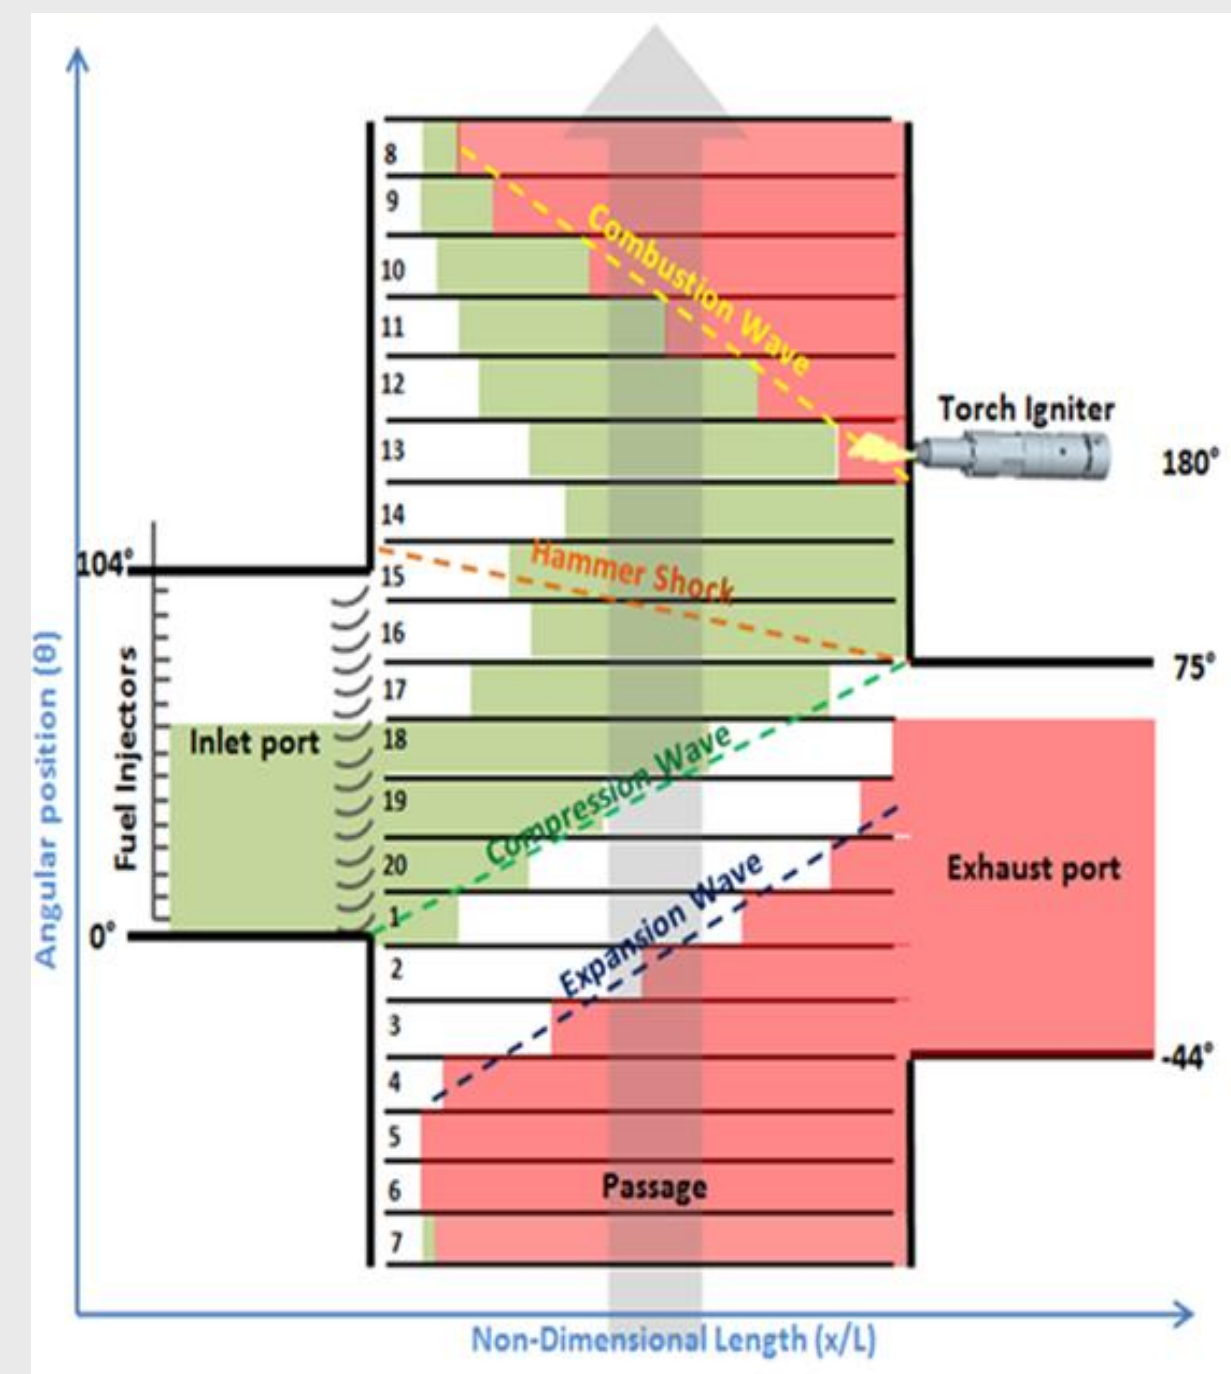 8
9
Combustion Wave
10
11
12
Torch Igniter
13
180°
14
Hammer Shock
104°
15
16
75°
17
Inlet port
18
Compression Wave
19
20
Exhaust port
1
Expansion Wave
2
0°
3
-44°
4
5
6
Passage
7
Fuel Injectors
Angular position (θ)
Non-Dimensional Length (x/L)